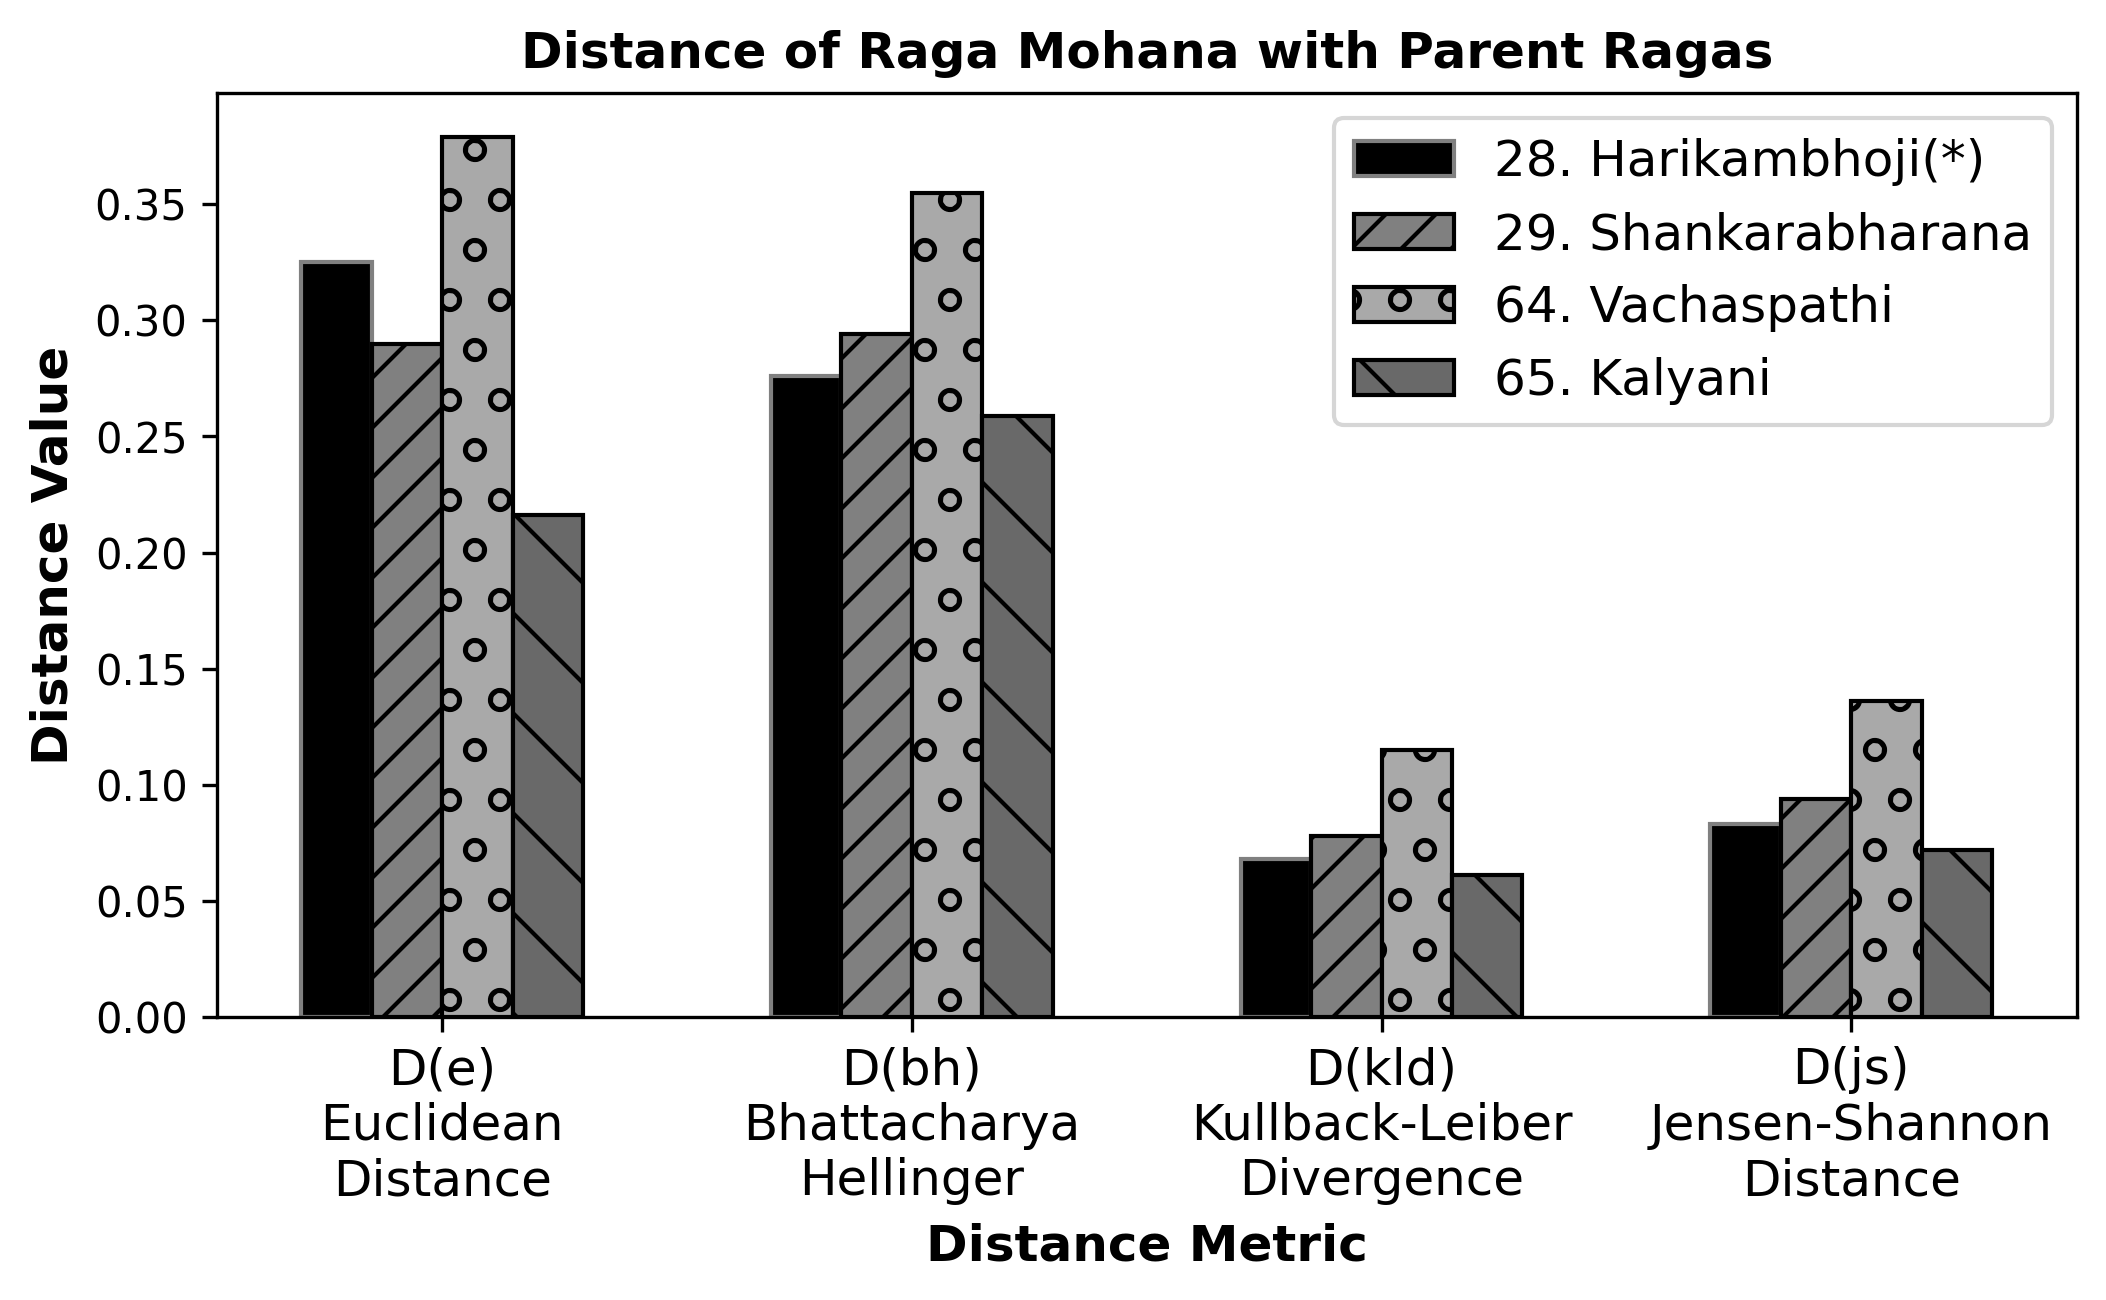 Distance of Raga Mohana with Parent Ragas
28. Harikambhoji(*)
29. Shankarabharana
64. Vachaspathi
65. Kalyani
Distance Value
0.35
0.30
0.25
0.20
0.15
0.10
0.05
0.00
D(e)
Euclidean
Distance
D(bh)
Bhattacharya
Hellinger
D(kld)
Kullback-Leiber
Divergence
D(js)
Jensen-Shannon
Distance
Distance Metric